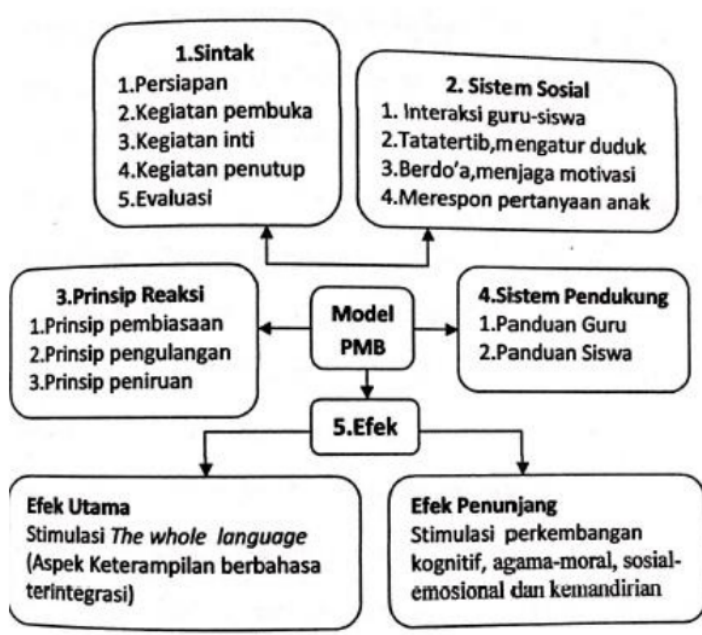 1.Sintak
1.Persiapan
2.Kegiatan pembuka
3.Kegiatan inti
4.Kegiatan penutup
5.Evaluasi
2. Sistem Sosial
1. Interaksi guru-siswa
2.Tatatertib,mengatur duduk
3.Berdo'a,menjaga motivasi
4.Merespon pertanyaan anak
3.Prinsip Reaksi
1.Prinsip pembiasaan
2.Prinsip pengulangan
3.Prinsip peniruan
Model
PMB
4.Sistem Pendukung
1.Panduan Guru
2.Panduan Siswa
5.Efek
Efek Utama
Stimulasi The whole language
(Aspek Keterampilan berbahasa
terintegrasi)
Efek Penunjang
Stimulasi perkembangan
kognitif, agama-moral, sosial-
emosional dan kemandirian